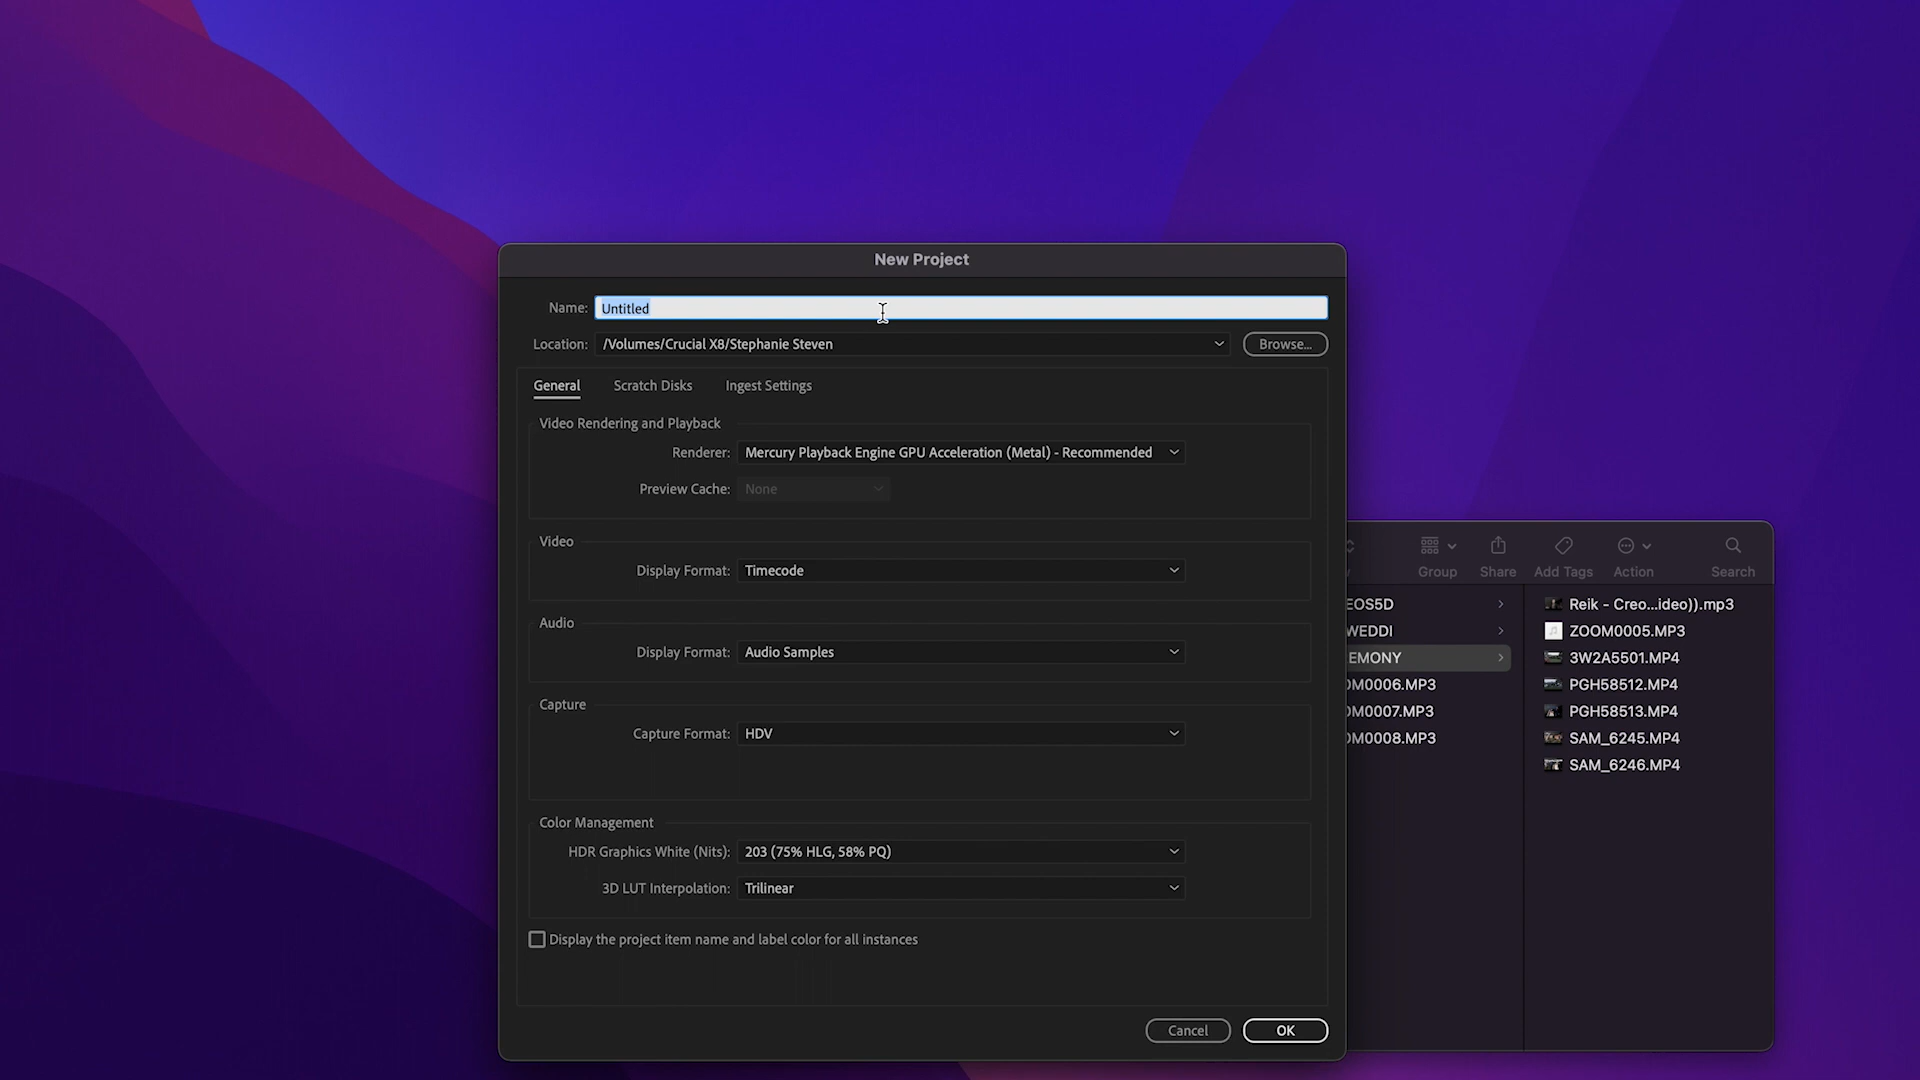 New Project
Name: Untitled
Location: /Volumes/Crucial X8/Stephanie Steven
Browse...
General Scratch Disks Ingest Settings
Video Rendering and Playback
Renderer: Mercury Playback Engine GPU Acceleration (Metal) - Recommended
Preview Cache: None
Video
Display Format: Timecode
Audio
Display Format: Audio Samples
Capture
Capture Format: HDV
Color Management
HDR Graphics White (Nits): 203 (75% HLG, 58% PQ)
3D LUT Interpolation: Trilinear
Display the project item name and label color for all instances
Cancel OK
Group Share Add Tags Action Search
EOS5D
WEDDI
EMONY
OM0006.MP3
OM0007.MP3
OM0008.MP3
Reik - Creo...ideo)).mp3
ZOOM0005.MP3
3W2A5501.MP4
PGH58512.MP4
PGH58513.MP4
SAM_6245.MP4
SAM_6246.MP4